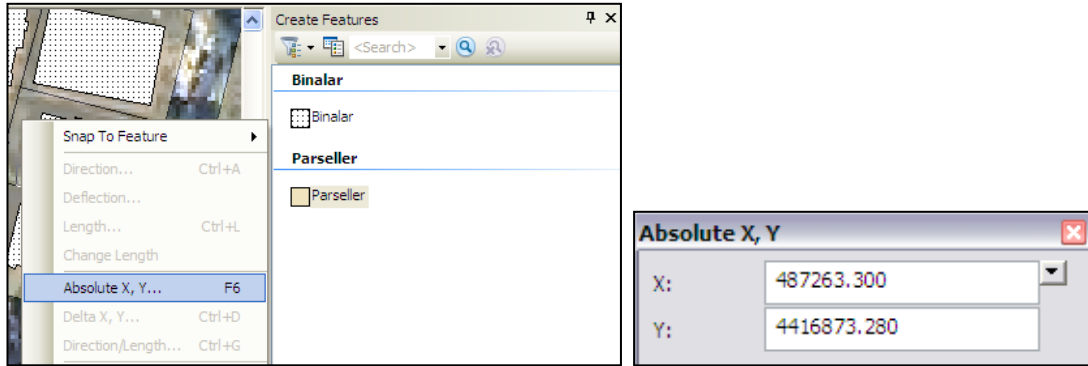 Create Features
<Search>
Binalar
Binalar
Parseller
Parseller
Snap To Feature
Direction... Ctrl+A
Deflection...
Length... Ctrl+L
Change Length
Absolute X, Y... F6
Delta X, Y... Ctrl+D
Direction/Length... Ctrl+G
Absolute X, Y
X: 487263.300
Y: 4416873.280